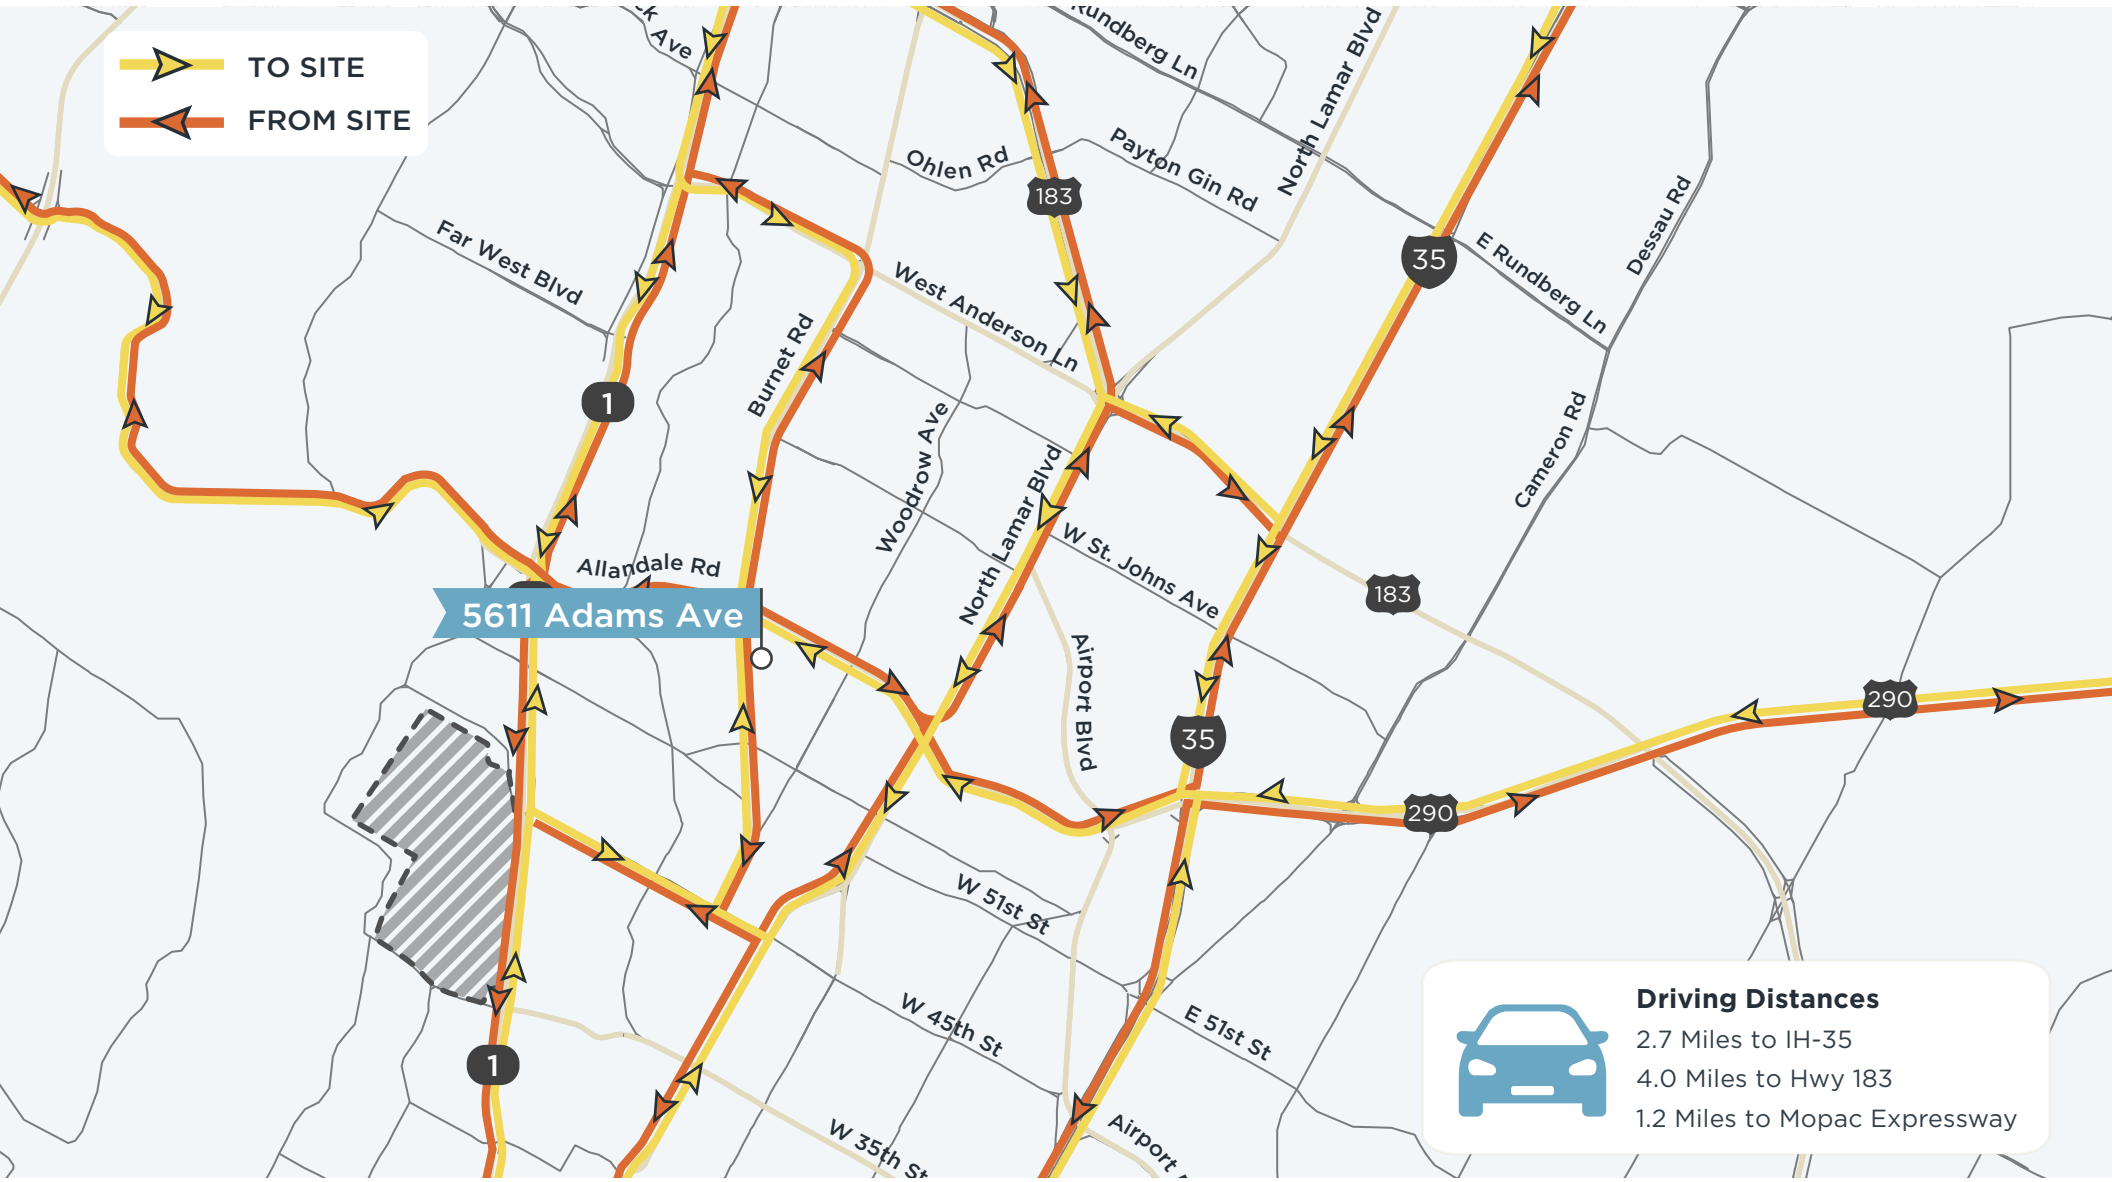 ck Ave
Rundberg Ln
North Lamar Blvd
TO SITE
FROM SITE
Ohlen Rd
Payton Gin Rd
183
Dessau Rd
Far West Blvd
35
E Rundberg Ln
West Anderson Ln
Burnet Rd
1
Woodrow Ave
Cameron Rd
North Lamar Blvd
W St. Johns Ave
Allandale Rd
183
5611 Adams Ave
Airport Blvd
290
35
290
W 51st St
W 45th St
E 51st St
1
W 35th St
Airport
Driving Distances
2.7 Miles to IH-35
4.0 Miles to Hwy 183
1.2 Miles to Mopac Expressway